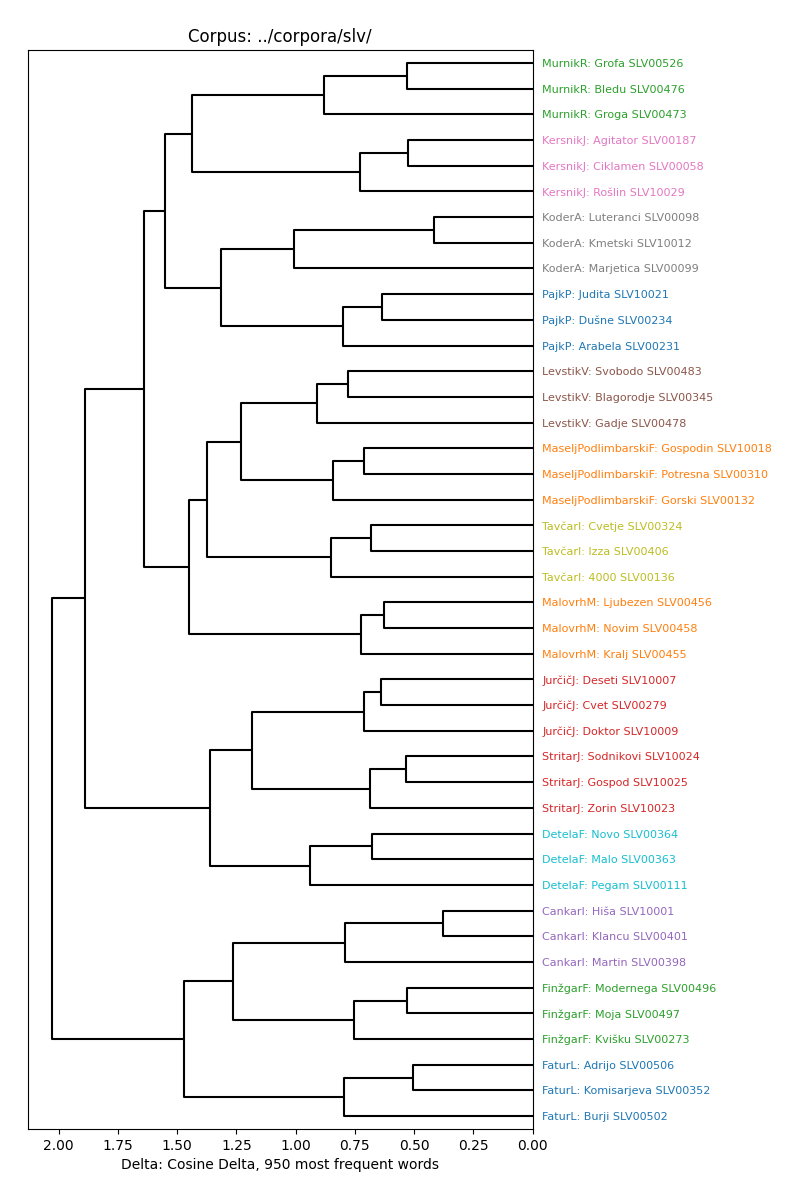 Corpus: ../corpora/slv/
MurnikR: Grofa SLV00526
MurnikR: Bledu SLV00476
MurnikR: Groga SLV00473
KersnikJ: Agitator SLV00187
KersnikJ: Ciklamen SLV00058
KersnikJ: Rošlin SLV10029
KoderA: Luteranci SLV00098
KoderA: Kmetski SLV10012
KoderA: Marjetica SLV00099
PajkP: Judita SLV10021
PajkP: Dušne SLV00234
PajkP: Arabela SLV00231
LevstikV: Svobodo SLV00483
LevstikV: Blagorodje SLV00345
LevstikV: Gadje SLV00478
MaseljPodlimbarskiF: Gospodin SLV10018
MaseljPodlimbarskiF: Potresna SLV00310
MaseljPodlimbarskiF: Gorski SLV00132
TavčarI: Cvetje SLV00324
TavčarI: Izza SLV00406
TavčarI: 4000 SLV00136
MalovrhM: Ljubezen SLV00456
MalovrhM: Novim SLV00458
MalovrhM: Kralj SLV00455
JurčičJ: Deseti SLV10007
JurčičJ: Cvet SLV00279
JurčičJ: Doktor SLV10009
StritarJ: Sodnikovi SLV10024
StritarJ: Gospod SLV10025
StritarJ: Zorin SLV10023
DetelaF: Novo SLV00364
DetelaF: Malo SLV00363
DetelaF: Pegam SLV00111
CankarI: Hiša SLV10001
CankarI: Klancu SLV00401
CankarI: Martin SLV00398
FinžgarF: Modernega SLV00496
FinžgarF: Moja SLV00497
FinžgarF: Kvišku SLV00273
FaturL: Adrijo SLV00506
FaturL: Komisarjeva SLV00352
FaturL: Burji SLV00502
2.00 1.75 1.50 1.25 1.00 0.75 0.50 0.25 0.00
Delta: Cosine Delta, 950 most frequent words